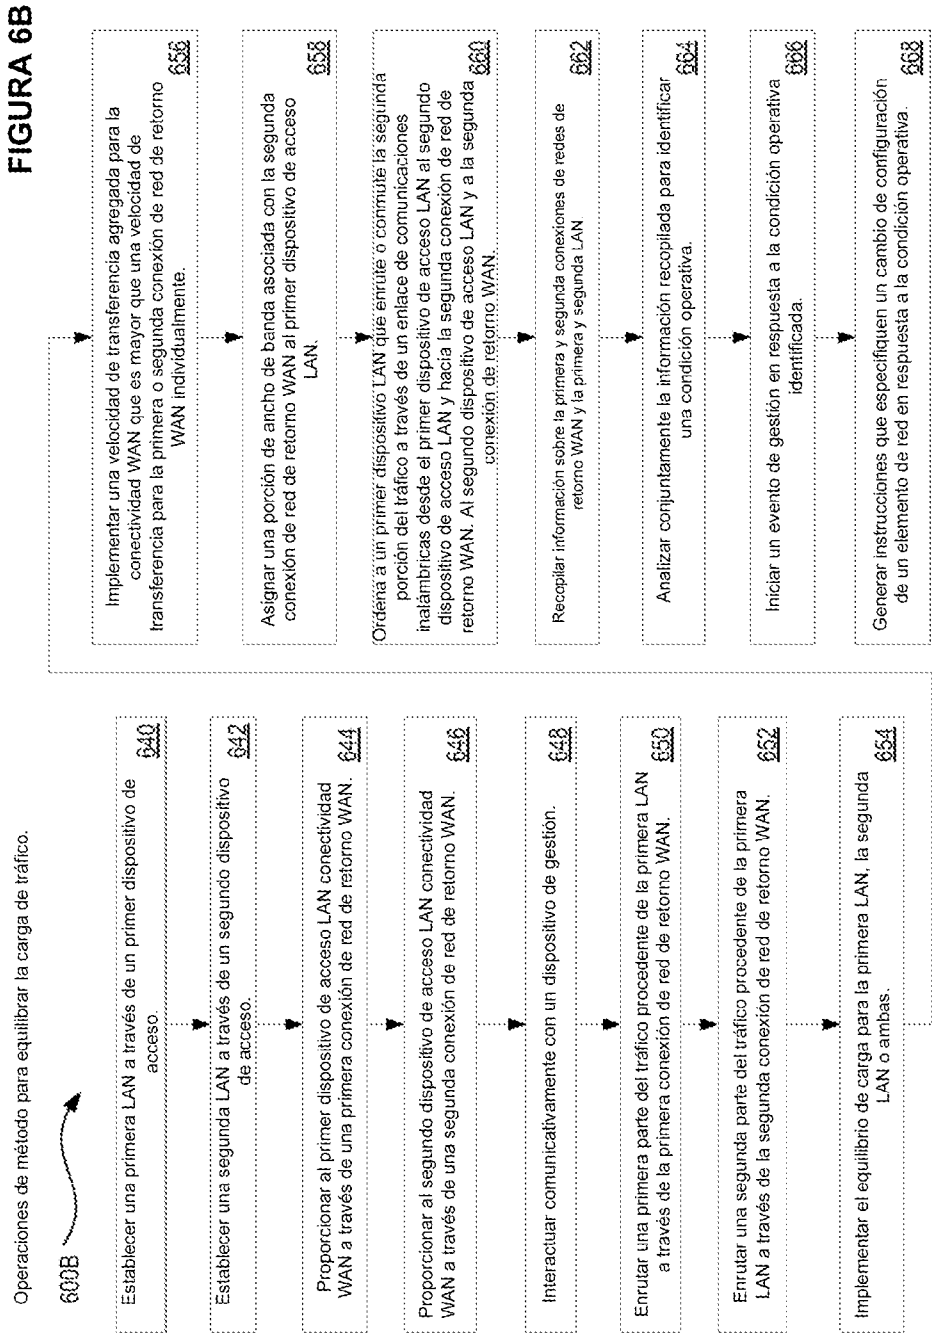 FIGURA 6B
Operaciones de método para equilibrar la carga de tráfico.
600B
Establecer una primera LAN a través de un primer dispositivo de
acceso.
640
Establecer una segunda LAN a través de un segundo dispositivo
de acceso.
642
Proporcionar al primer dispositivo de acceso LAN conectividad
WAN a través de una primera conexión de red de retorno WAN.
644
Proporcionar al segundo dispositivo de acceso LAN conectividad
WAN a través de una segunda conexión de red de retorno WAN.
646
Interactuar comunicativamente con un dispositivo de gestión.
648
Enrutar una primera parte del tráfico procedente de la primera LAN
a través de la primera conexión de red de retorno WAN.
650
Enrutar una segunda parte del tráfico procedente de la primera
LAN a través de la segunda conexión de red de retorno WAN.
652
Implementar el equilibrio de carga para la primera LAN, la segunda
LAN o ambas.
654
Implementar una velocidad de transferencia agregada para la
conectividad WAN que es mayor que una velocidad de
transferencia para la primera o segunda conexión de red de retorno
WAN individualmente.
656
Asignar una porción de ancho de banda asociada con la segunda
conexión de red de retorno WAN al primer dispositivo de acceso
LAN.
658
Ordena a un primer dispositivo LAN que enrute o conmute la segunda
porción del tráfico a través de un enlace de comunicaciones
inalámbricas desde el primer dispositivo de acceso LAN al segundo
dispositivo de acceso LAN y hacia la segunda conexión de red de
retorno WAN. Al segundo dispositivo de acceso LAN y a la segunda
conexión de retorno WAN.
660
Recopilar información sobre la primera y segunda conexiones de redes de
retorno WAN y la primera y segunda LAN
662
Analizar conjuntamente la información recopilada para identificar
una condición operativa.
664
Iniciar un evento de gestión en respuesta a la condición operativa
identificada.
666
Generar instrucciones que especifiquen un cambio de configuración
de un elemento de red en respuesta a la condición operativa.
668